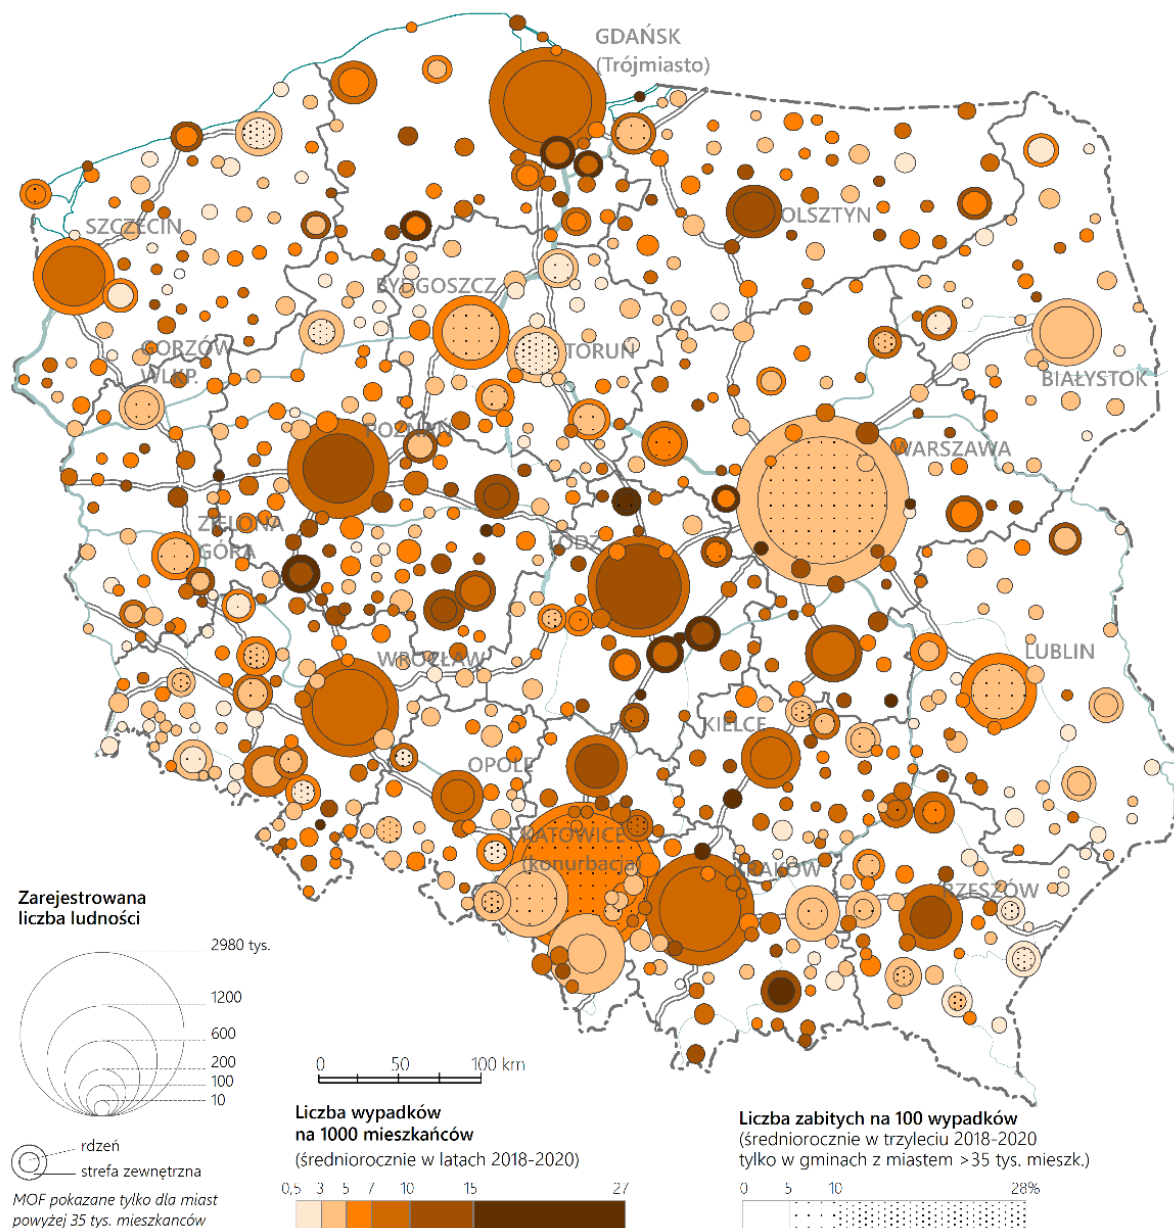 GDAŃSK
(Trójmiasto)
SZCZECIN
OLSZTYN
BYDGOSZCZ
GORZÓW
WLKP.
TORUŃ
BIAŁYSTOK
POZNAŃ
WARSZAWA
ZIELONA
GÓRA
ŁÓDŹ
WROCŁAW
LUBLIN
KIELCE
OPOLE
KATOWICE
(konurbacja)
KRAKÓW
RZESZÓW
Zarejestrowana
liczba ludności
2980 tys.
1200
600
200
100
10
rdzeń
strefa zewnętrzna
MOF pokazane tylko dla miast
powyżej 35 tys. mieszkańców
0 50 100 km
Liczba wypadków
na 1000 mieszkańców
(średniorocznie w latach 2018-2020)
0,5 3 5 7 10 15 27
Liczba zabitych na 100 wypadków
(średniorocznie w trzyleciu 2018-2020
tylko w gminach z miastem >35 tys. mieszk.)
0 5 10 28%